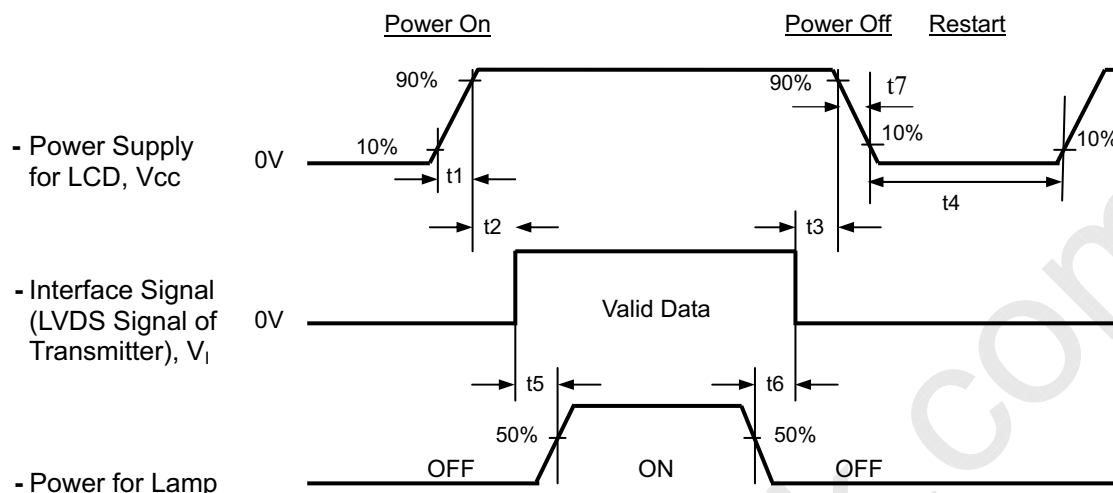 Power On
Power Off Restart
90%
90%
t7
- Power Supply
for LCD, Vcc
0V
10%
10%
10%
t1
t4
t2
t3
- Interface Signal
(LVDS Signal of
Transmitter), VI
0V
Valid Data
t5
t6
50%
50%
- Power for Lamp
OFF
ON
OFF
com